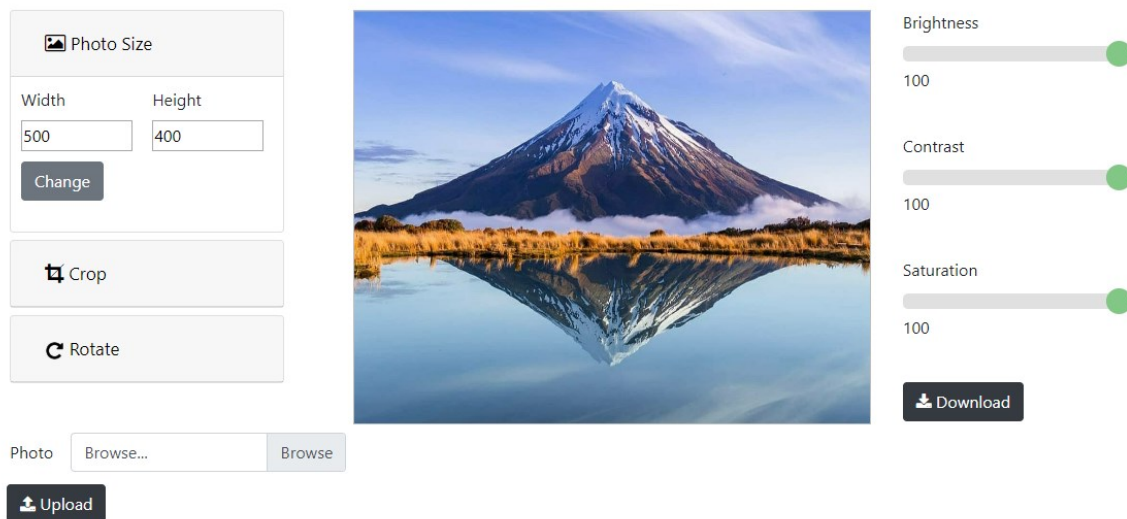 Photo Size
Width Height
500 400
Change
Crop
Rotate
Photo Browse... Browse
Upload
Brightness
100
Contrast
100
Saturation
100
Download